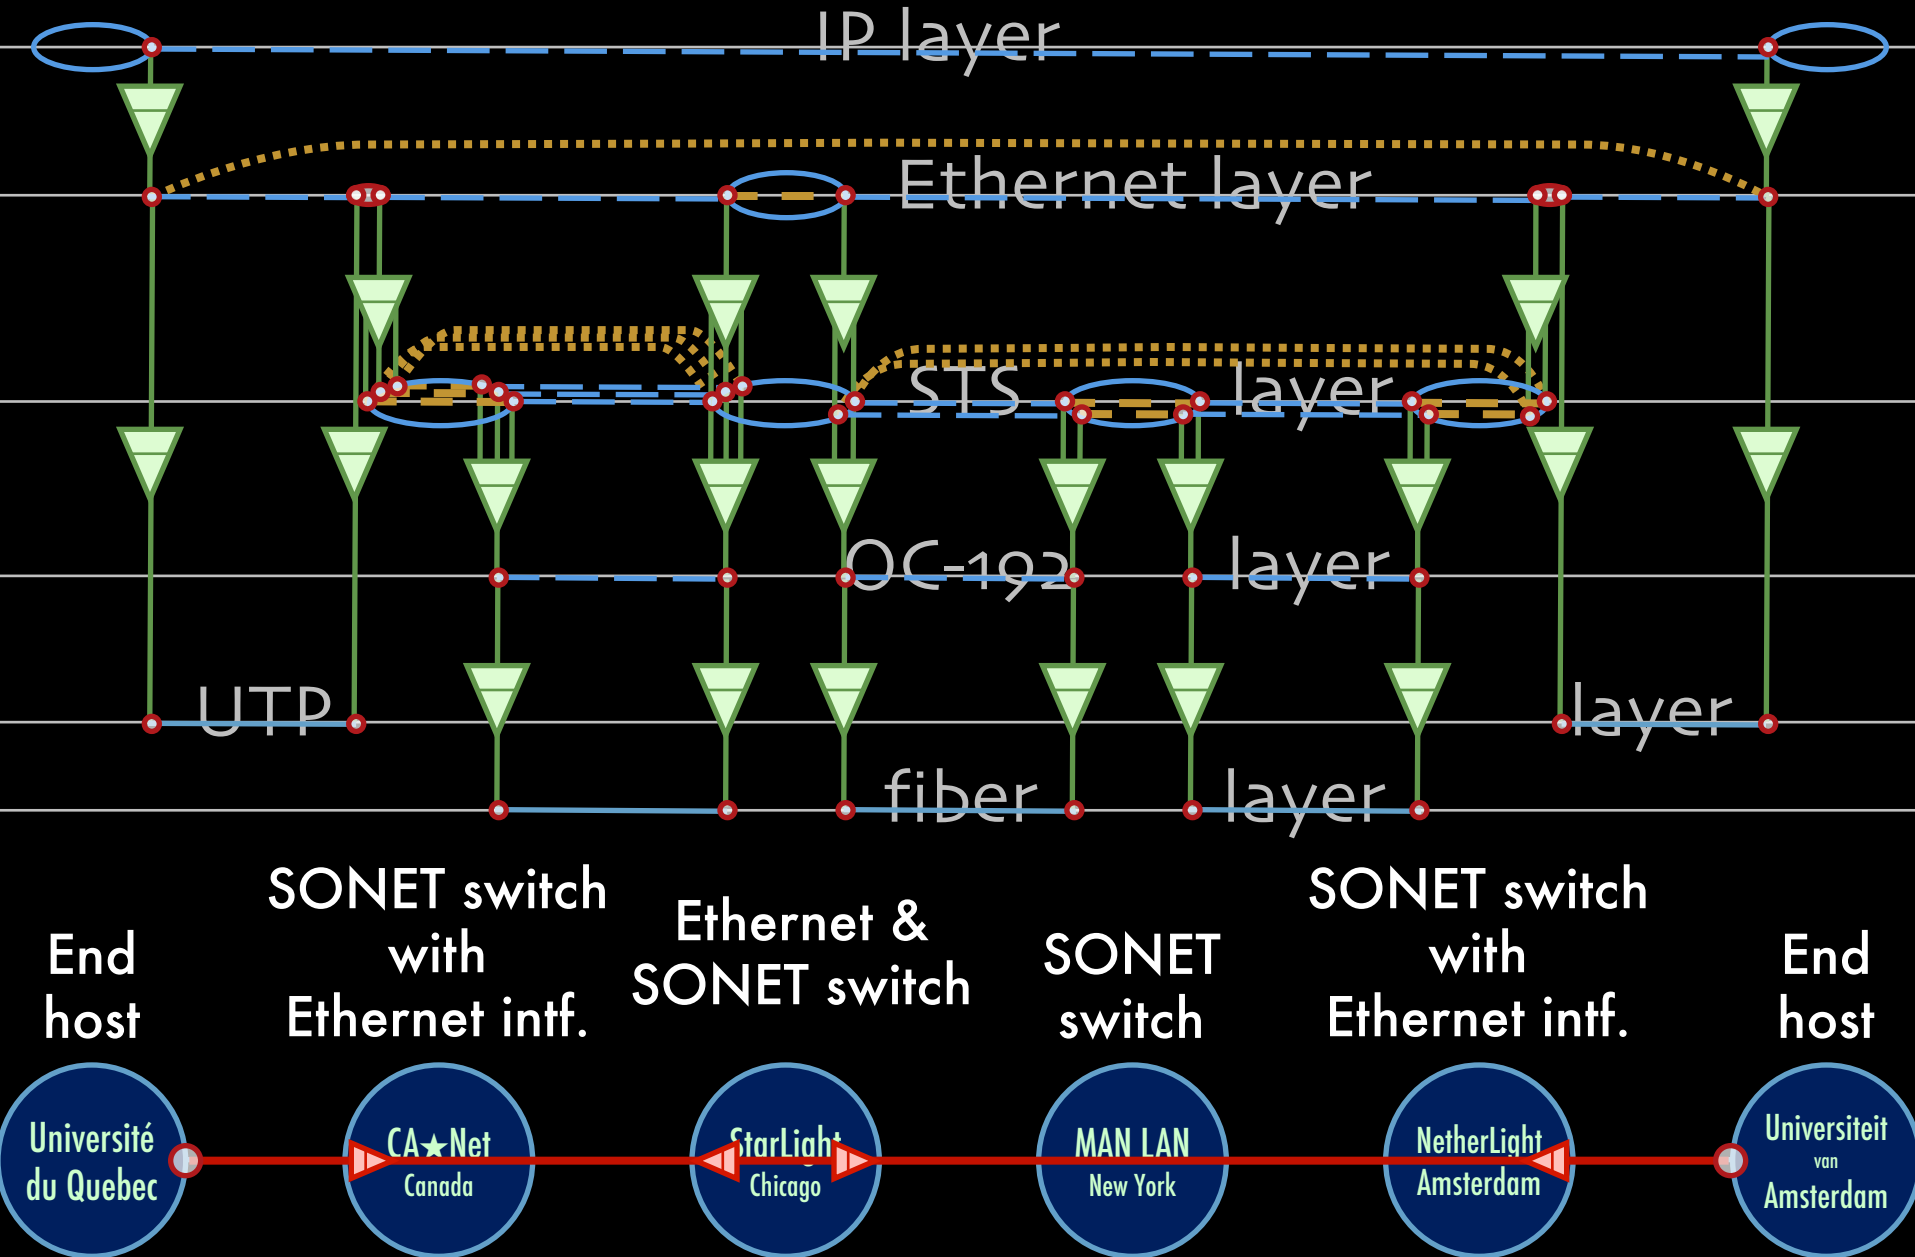 IP layer
Ethernet layer
STS layer
OC-192 layer
UTP layer
fiber layer
End
host
SONET switch
with
Ethernet intf.
Ethernet &
SONET switch
SONET
switch
SONET switch
with
Ethernet intf.
End
host
Université
du Quebec
CA★Net
Canada
StarLight
Chicago
MAN LAN
New York
NetherLight
Amsterdam
Universiteit
van
Amsterdam